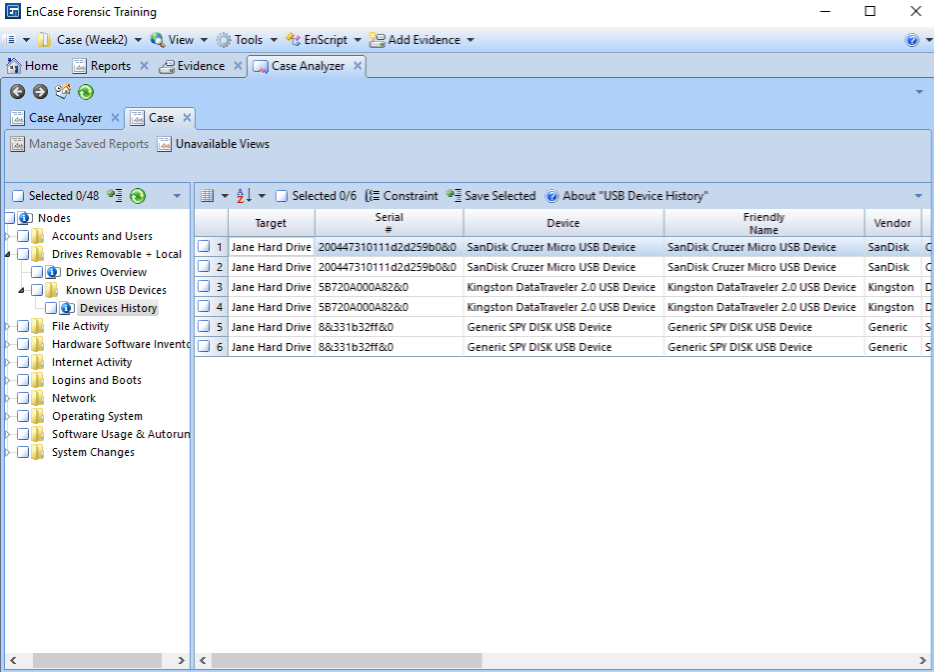 EnCase Forensic Training
Case (Week2) View Tools EnScript Add Evidence
Home Reports Evidence Case Analyzer
Case Analyzer Case
Manage Saved Reports Unavailable Views
Selected 0/48
Nodes
Accounts and Users
Drives Removable + Local
Drives Overview
Known USB Devices
Devices History
File Activity
Hardware Software Invento
Internet Activity
Logins and Boots
Network
Operating System
Software Usage & Autorun
System Changes
Selected 0/6 Constraint Save Selected About "USB Device History"
Target Serial # Device Friendly Name Vendor
1 Jane Hard Drive 200447310111d2d259b0&0 SanDisk Cruzer Micro USB Device SanDisk Cruzer Micro USB Device SanDisk C
2 Jane Hard Drive 200447310111d2d259b0&0 SanDisk Cruzer Micro USB Device SanDisk Cruzer Micro USB Device SanDisk C
3 Jane Hard Drive 5B720A000A82&0 Kingston DataTraveler 2.0 USB Device Kingston DataTraveler 2.0 USB Device Kingston D
4 Jane Hard Drive 5B720A000A82&0 Kingston DataTraveler 2.0 USB Device Kingston DataTraveler 2.0 USB Device Kingston D
5 Jane Hard Drive 8&331b32ff&0 Generic SPY DISK USB Device Generic SPY DISK USB Device Generic S
6 Jane Hard Drive 8&331b32ff&0 Generic SPY DISK USB Device Generic SPY DISK USB Device Generic S